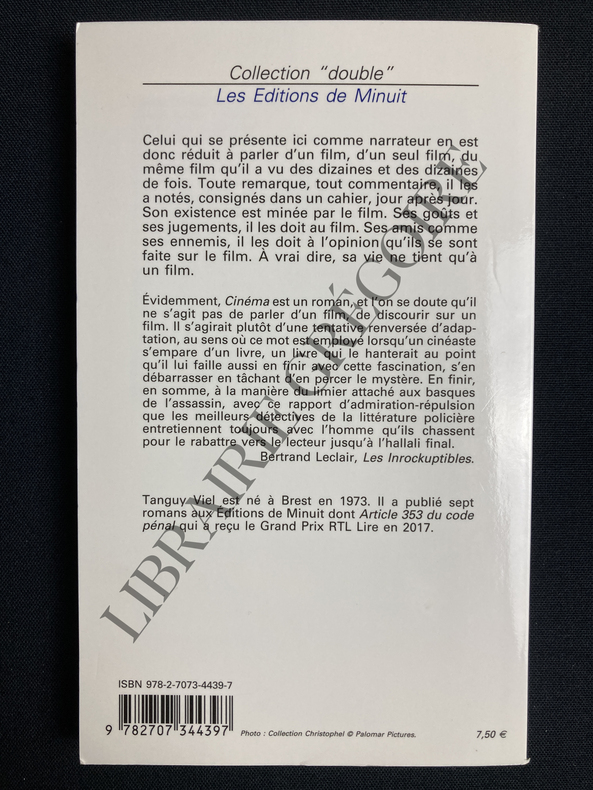 Collection "double"
Les Editions de Minuit
Celui qui se présente ici comme narrateur en est
donc réduit à parler d'un film, d'un seul film, du
même film qu'il a vu des dizaines et des dizaines
de fois. Toute remarque, tout commentaire, il les
a notés, consignés dans un cahier, jour après jour.
Son existence est minée par le film. Ses goûts et
ses jugements, il les doit au film. Ses amis comme
ses ennemis, il les doit à l'opinion qu'ils se sont
faite sur le film. À vrai dire, sa vie ne tient qu'à
un film.
Évidemment, Cinéma est un roman, et l'on se doute qu'il
ne s'agit pas de parler d'un film, de discourir sur un
film. Il s'agirait plutôt d'une tentative renversée d'adap-
tation, au sens où ce mot est employé lorsqu'un cinéaste
s'empare d'un livre, un livre qui le hanterait au point
qu'il lui faille aussi en finir avec cette fascination, s'en
débarrasser en tâchant d'en percer le mystère. En finir,
en somme, à la manière du limier attaché aux basques
de l'assassin, avec ce rapport d'admiration-répulsion
que les meilleurs détectives de la littérature policière
entretiennent toujours avec l'homme qu'ils chassent
pour le rabattre vers le lecteur jusqu'à l'hallali final.
Bertrand Leclair, Les Inrockuptibles.
Tanguy Viel est né à Brest en 1973. Il a publié sept
romans aux Editions de Minuit dont Article 353 du code
pénal qui a reçu le Grand Prix RTL Lire en 2017.
LIBRAIRIE GRÉGOIRE
ISBN 978-2-7073-4439-7
9 782707 344397
Photo : Collection Christophel © Palomar Pictures.
7,50 €